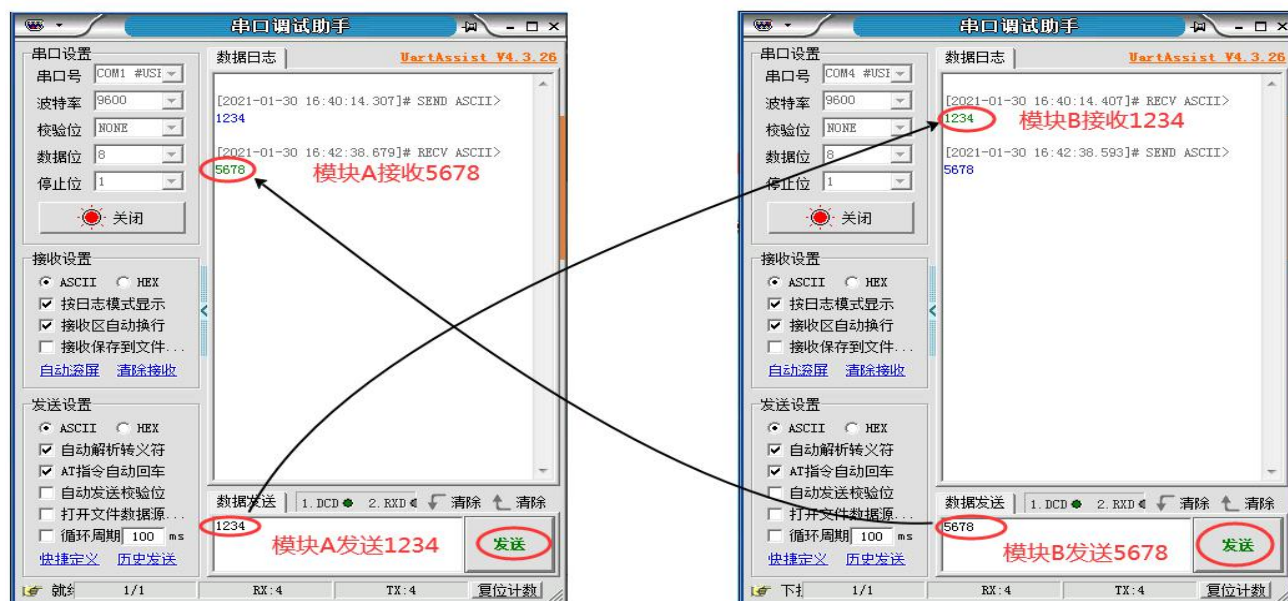 串口调试助手
串口设置
串口号 COM1 #USI
波特率 9600
校验位 NONE
数据位 8
停止位 1
关闭
接收设置
ASCII HEX
按日志模式显示
接收区自动换行
接收保存到文件...
自动滚屏 清除接收
发送设置
ASCII HEX
自动解析转义符
AT指令自动回车
自动发送校验位
打开文件数据源...
循环周期 100 ms
快捷定义 历史发送
数据日志 UartAssist V4.3.26
[2021-01-30 16:40:14.307]# SEND ASCII>
1234
[2021-01-30 16:42:38.679]# RECV ASCII>
5678
模块A接收5678
数据发送 1.DCD 2.RXD 清除 清除
1234
模块A发送1234
发送
1/1 RX:4 TX:4 复位计数
串口调试助手
串口设置
串口号 COM4 #USI
波特率 9600
校验位 NONE
数据位 8
停止位 1
关闭
接收设置
ASCII HEX
按日志模式显示
接收区自动换行
接收保存到文件...
自动滚屏 清除接收
发送设置
ASCII HEX
自动解析转义符
AT指令自动回车
自动发送校验位
打开文件数据源...
循环周期 100 ms
快捷定义 历史发送
数据日志 UartAssist V4.3.26
[2021-01-30 16:40:14.407]# RECV ASCII>
1234
模块B接收1234
[2021-01-30 16:42:38.593]# SEND ASCII>
5678
数据发送 1.DCD 2.RXD 清除 清除
5678
模块B发送5678
发送
1/1 RX:4 TX:4 复位计数